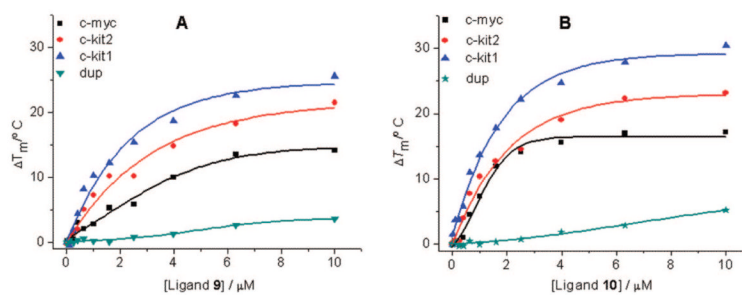 A
c-myc
c-kit2
c-kit1
dup
ΔTm/° C
30
20
10
0
0 2 4 6 8 10
[Ligand 9] / μM
B
c-myc
c-kit2
c-kit1
dup
ΔTm/° C
30
20
10
0
0 2 4 6 8 10
[Ligand 10] / μM